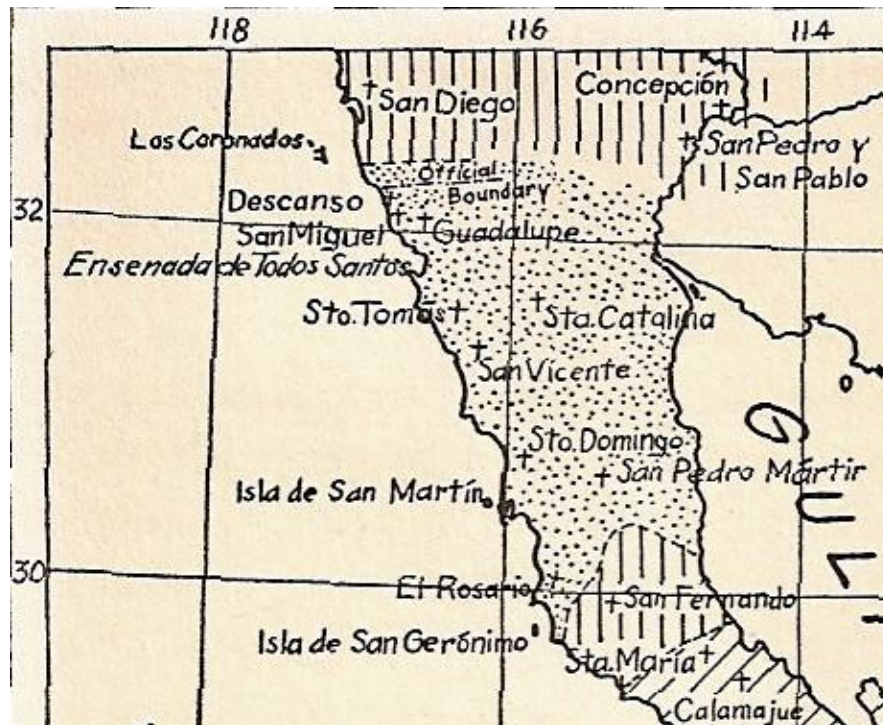 118 116 114
San Diego
Concepción
Los Coronados
San Pedro y
San Pablo
Official
Boundary
32
Descanso
San Miguel
Guadalupe
Ensenada de Todos Santos
Sto. Tomás
Sta. Catalina
San Vicente
Sto. Domingo
San Pedro Mártir
Isla de San Martín
GUL
30
El Rosario
San Fernando
Isla de San Gerónimo
Sta. María
Calamajue